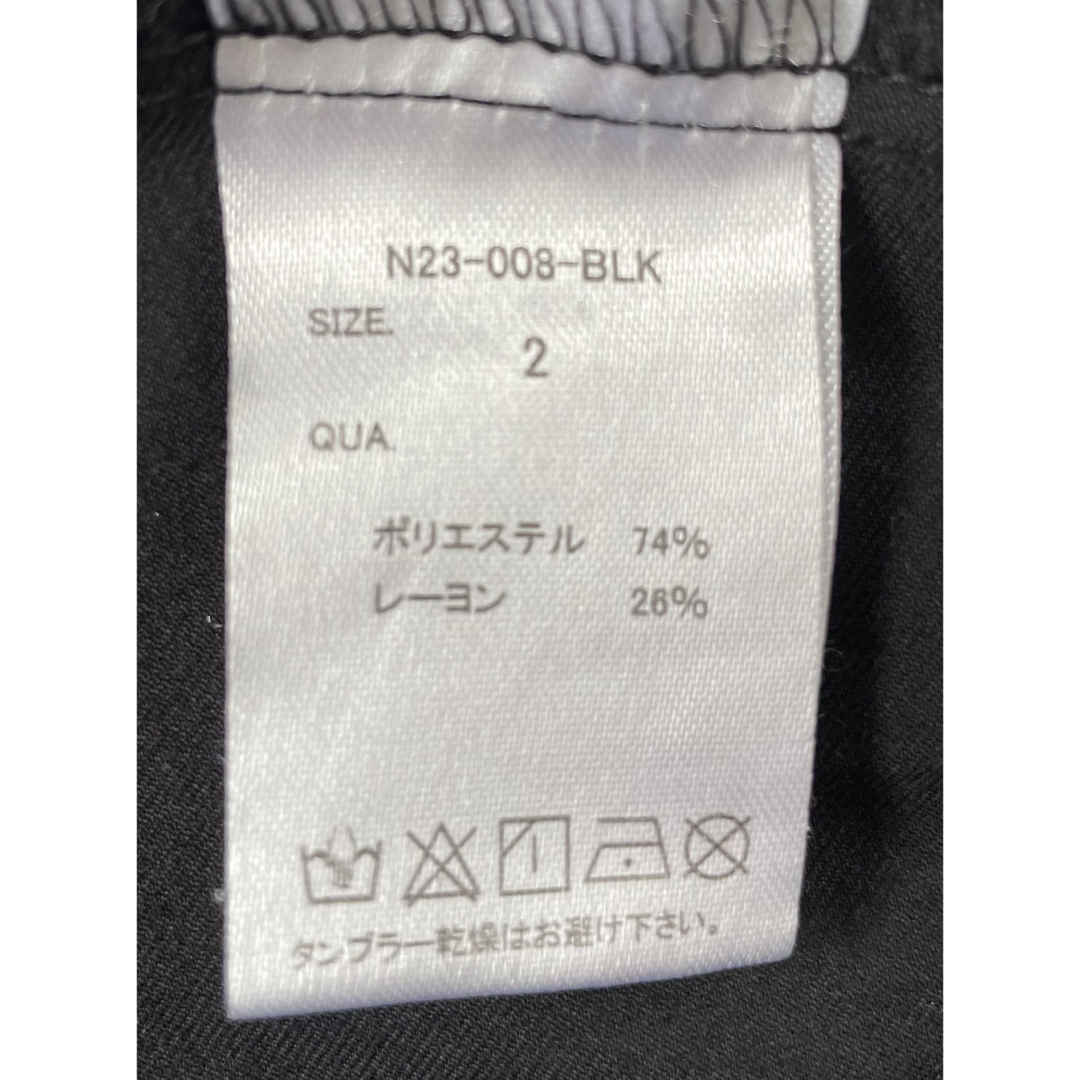 N23-008-BLK
SIZE.
2
QUA.
ポリエステル 74%
レーヨン 26%
タンブラー乾燥はお避け下さい。